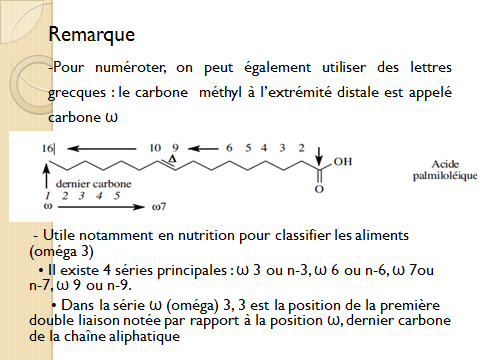 Remarque
-Pour numéroter, on peut également utiliser des lettres
grecques : le carbone méthyl à l'extrémité distale est appelé
carbone ω
16 10 9 6 5 4 3 2
Δ
OH
O
dernier carbone
1 2 3 4 5
ω ω7
Acide
palmiloléique
- Utile notamment en nutrition pour classifier les aliments
(oméga 3)
• Il existe 4 séries principales : ω 3 ou n-3, ω 6 ou n-6, ω 7ou
n-7, ω 9 ou n-9.
• Dans la série ω (oméga) 3, 3 est la position de la première
double liaison notée par rapport à la position ω, dernier carbone
de la chaîne aliphatique